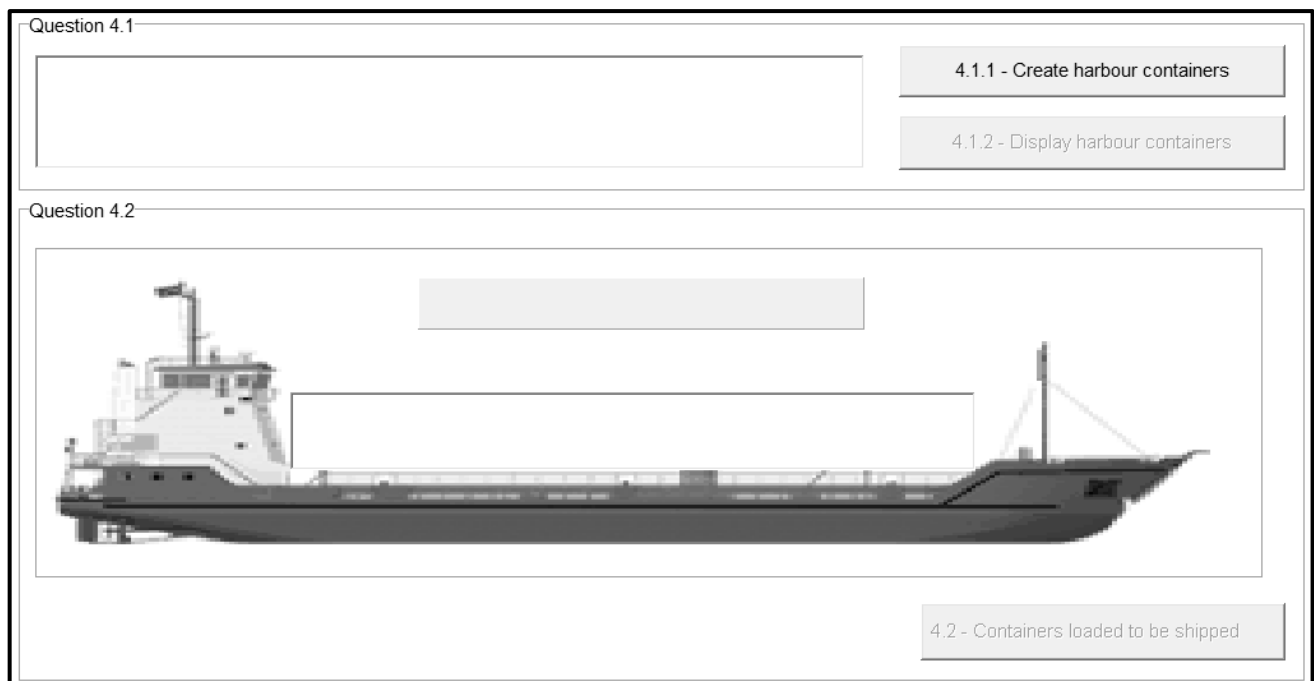 Question 4.1
4.1.1 - Create harbour containers
4.1.2 - Display harbour containers
Question 4.2
4.2 - Containers loaded to be shipped